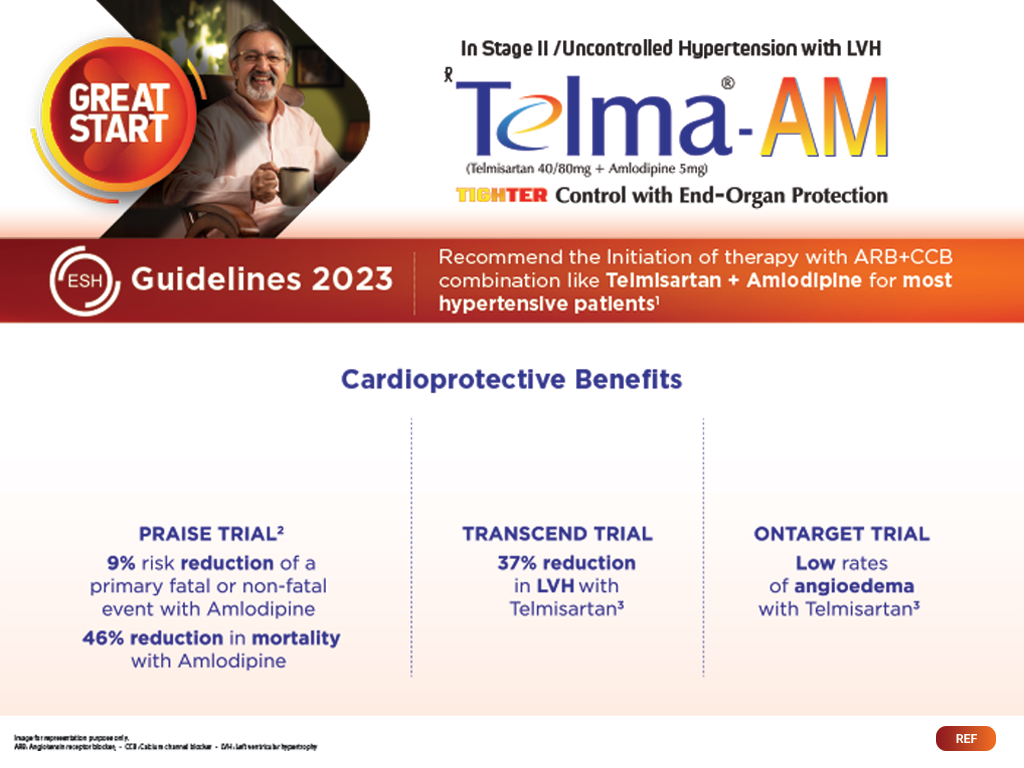 GREAT
START
In Stage II /Uncontrolled Hypertension with LVH
℞
Telma®-AM
(Telmisartan 40/80mg + Amlodipine 5mg)
TIGHTER Control with End-Organ Protection
ESH Guidelines 2023
Recommend the Initiation of therapy with ARB+CCB
combination like Telmisartan + Amlodipine for most
hypertensive patients¹
Cardioprotective Benefits
PRAISE TRIAL²
9% risk reduction of a
primary fatal or non-fatal
event with Amlodipine
46% reduction in mortality
with Amlodipine
TRANSCEND TRIAL
37% reduction
in LVH with
Telmisartan³
ONTARGET TRIAL
Low rates
of angioedema
with Telmisartan³
Image for representation purpose only.
ARB: Angiotensin receptor blocker, - CCB :Calcium channel blocker - LVH: Left ventricular hypertrophy
REF